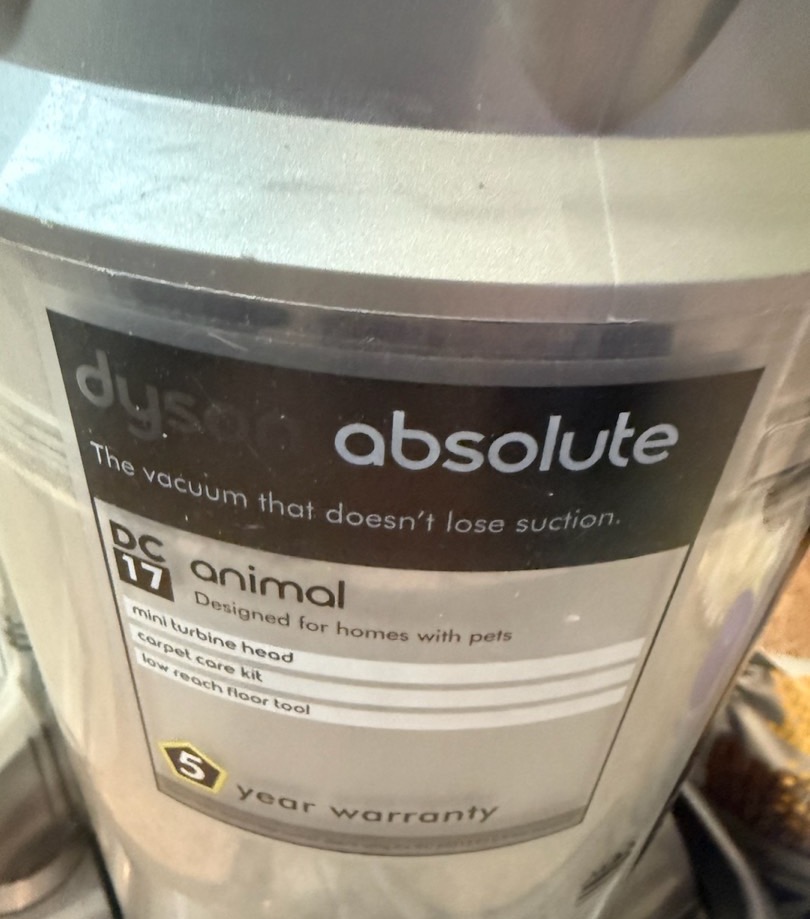 dyson absolute
The vacuum that doesn't lose suction.
DC
17
animal
Designed for homes with pets
mini turbine head
carpet care kit
low reach floor tool
5 year warranty